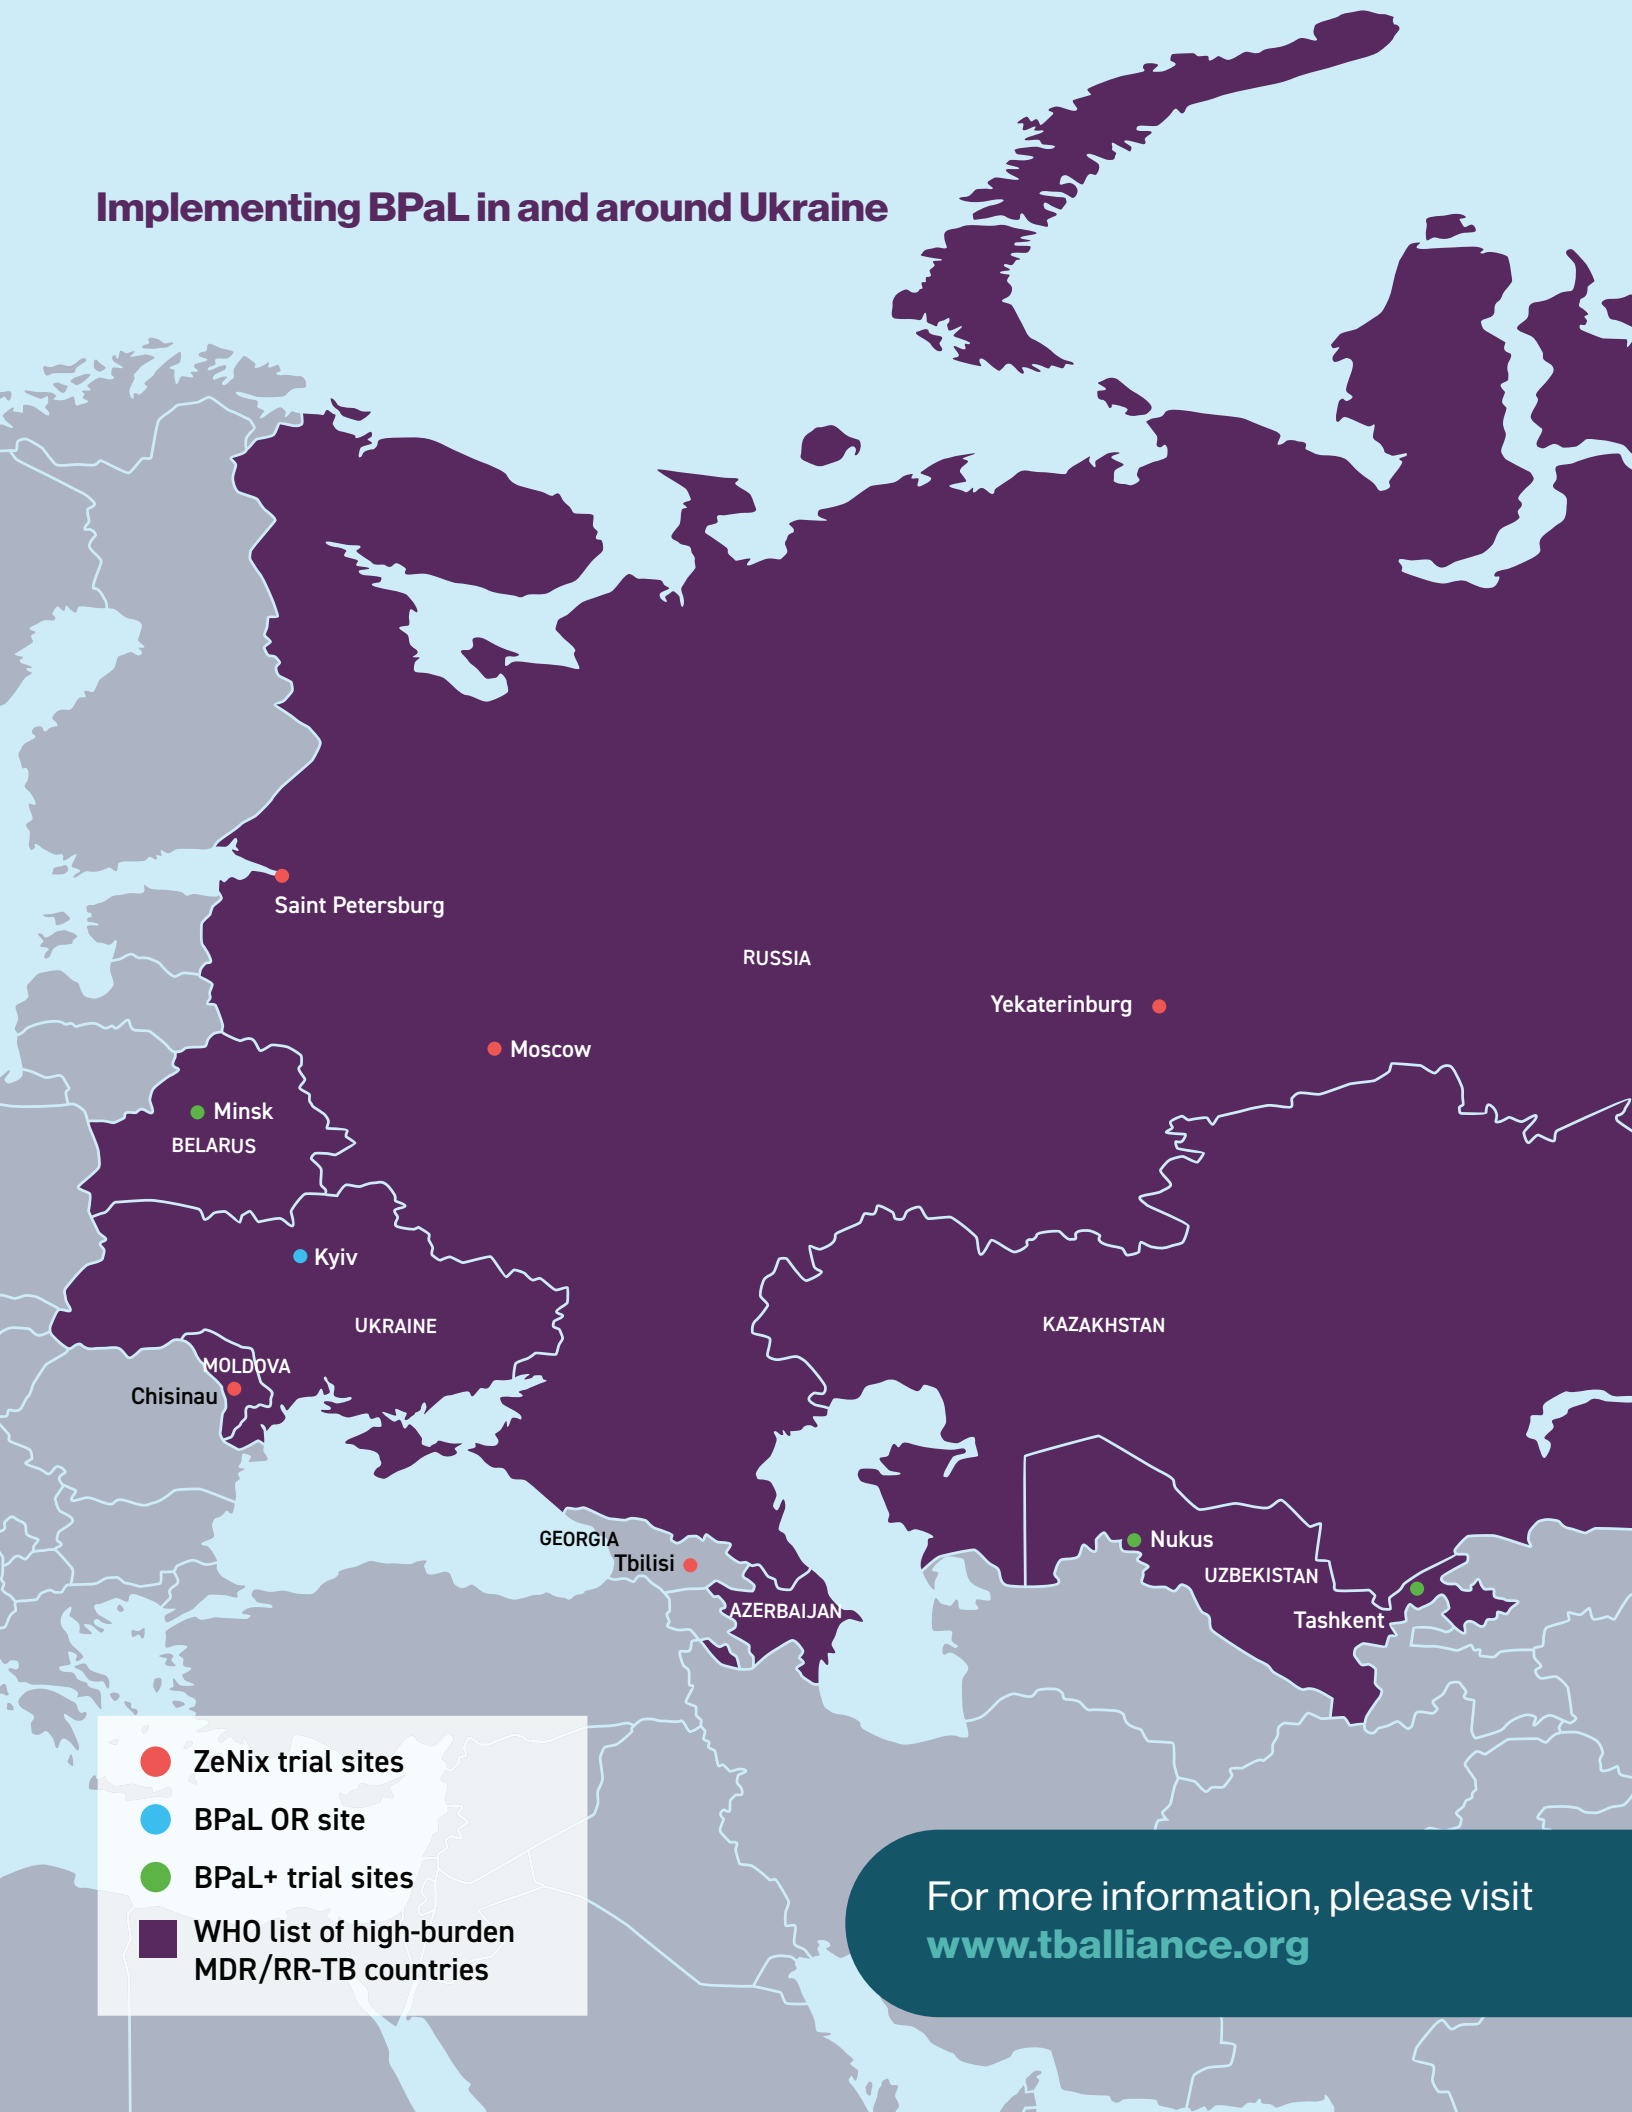 Implementing BPaL in and around Ukraine
Saint Petersburg
RUSSIA
Yekaterinburg
Moscow
Minsk
BELARUS
Kyiv
UKRAINE
KAZAKHSTAN
MOLDOVA
Chisinau
GEORGIA
Tbilisi
Nukus
UZBEKISTAN
AZERBAIJAN
Tashkent
ZeNix trial sites
BPaL OR site
BPaL+ trial sites
WHO list of high-burden
MDR/RR-TB countries
For more information, please visit
www.tballiance.org